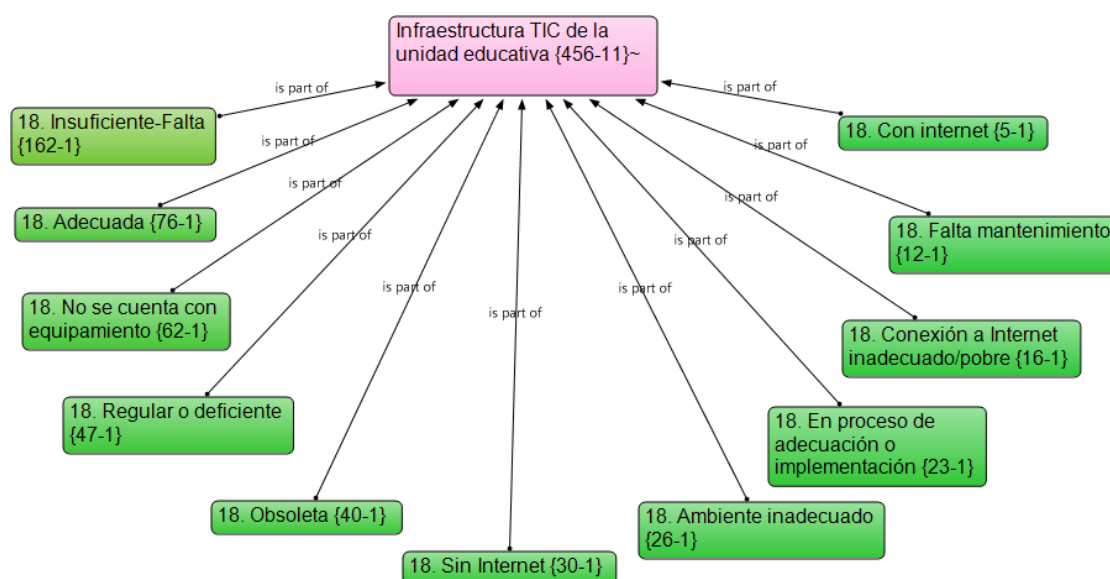 Infraestructura TIC de la
unidad educativa {456-11}~
is part of
is part of
18. Insuficiente-Falta
{162-1}
18. Con internet {5-1}
is part of
is part of
is part of
is part of
18. Adecuada {76-1}
18. Falta mantenimiento
{12-1}
is part of
is part of
18. No se cuenta con
equipamiento {62-1}
is part of
is part of
is part of
18. Conexión a Internet
inadecuado/pobre {16-1}
18. Regular o deficiente
{47-1}
18. En proceso de
adecuación o
implementación {23-1}
18. Obsoleta {40-1}
18. Ambiente inadecuado
{26-1}
18. Sin Internet {30-1}